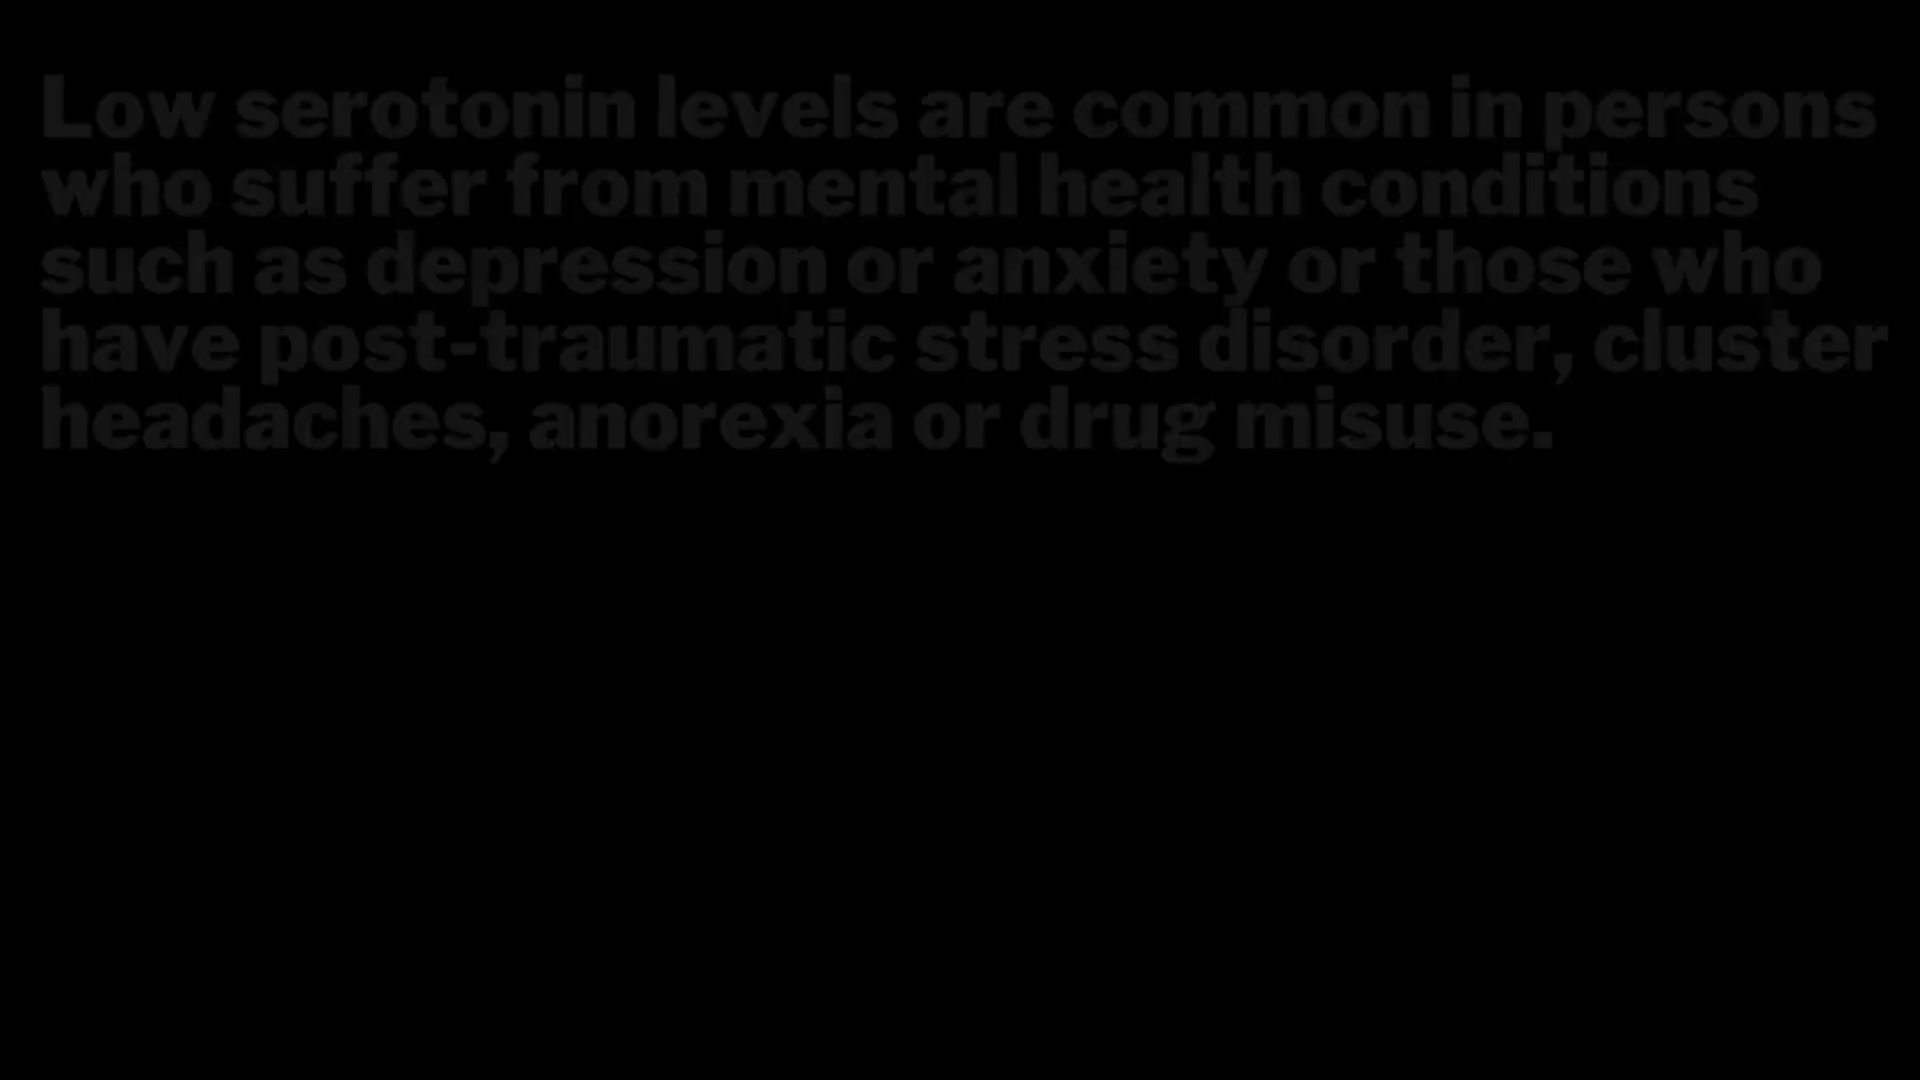 Low serotonin levels are common in persons
who suffer from mental health conditions
such as depression or anxiety or those who
have post-traumatic stress disorder, cluster
headaches, anorexia or drug misuse.